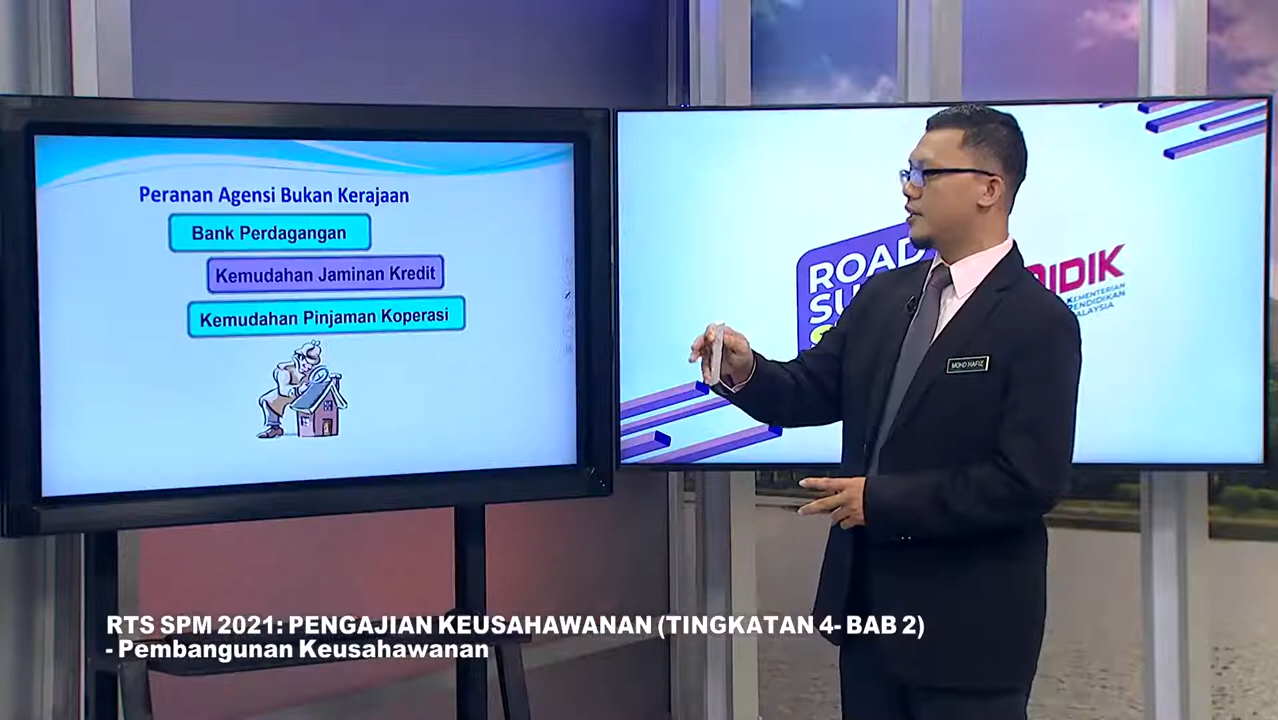 Peranan Agensi Bukan Kerajaan
Bank Perdagangan
Kemudahan Jaminan Kredit
Kemudahan Pinjaman Koperasi
ROAD
KEMENTERIAN
PENDIDIKAN
MALAYSIA
MOHD HAFIZ
RTS SPM 2021: PENGAJIAN KEUSAHAWANAN (TINGKATAN 4- BAB 2)
- Pembangunan Keusahawanan